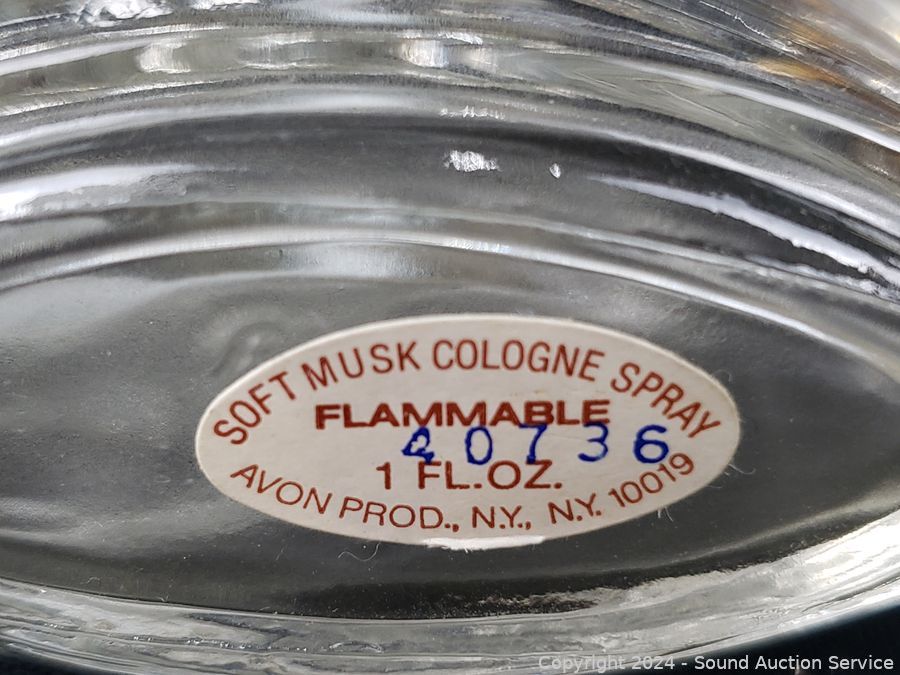 SOFT MUSK COLOGNE SPRAY
FLAMMABLE
40736
1 FL.OZ.
AVON PROD., N.Y., N.Y. 10019
Copyright 2024 - Sound Auction Service